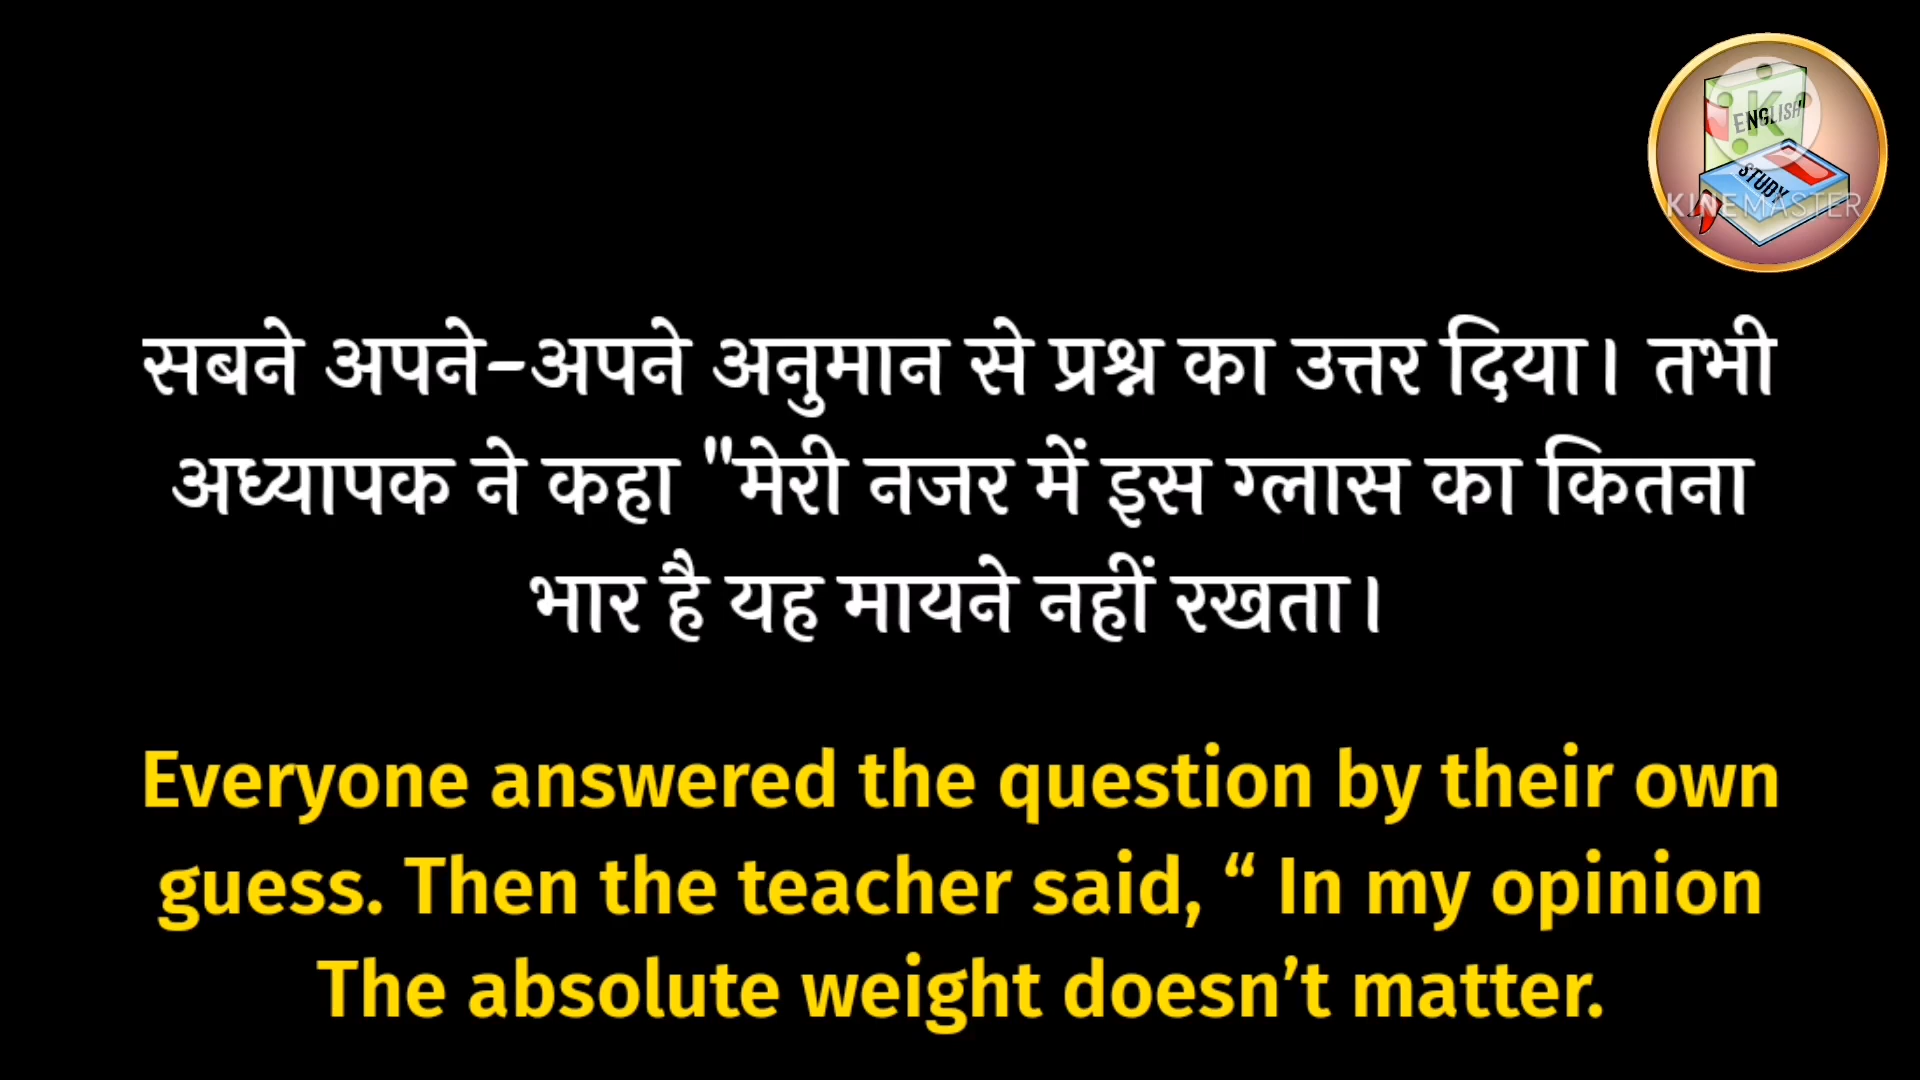 ENGLISH
STUDY
KINEMASTER
सबने अपने-अपने अनुमान से प्रश्न का उत्तर दिया। तभी
अध्यापक ने कहा "मेरी नजर में इस ग्लास का कितना
भार है यह मायने नहीं रखता।
Everyone answered the question by their own
guess. Then the teacher said, “ In my opinion
The absolute weight doesn’t matter.